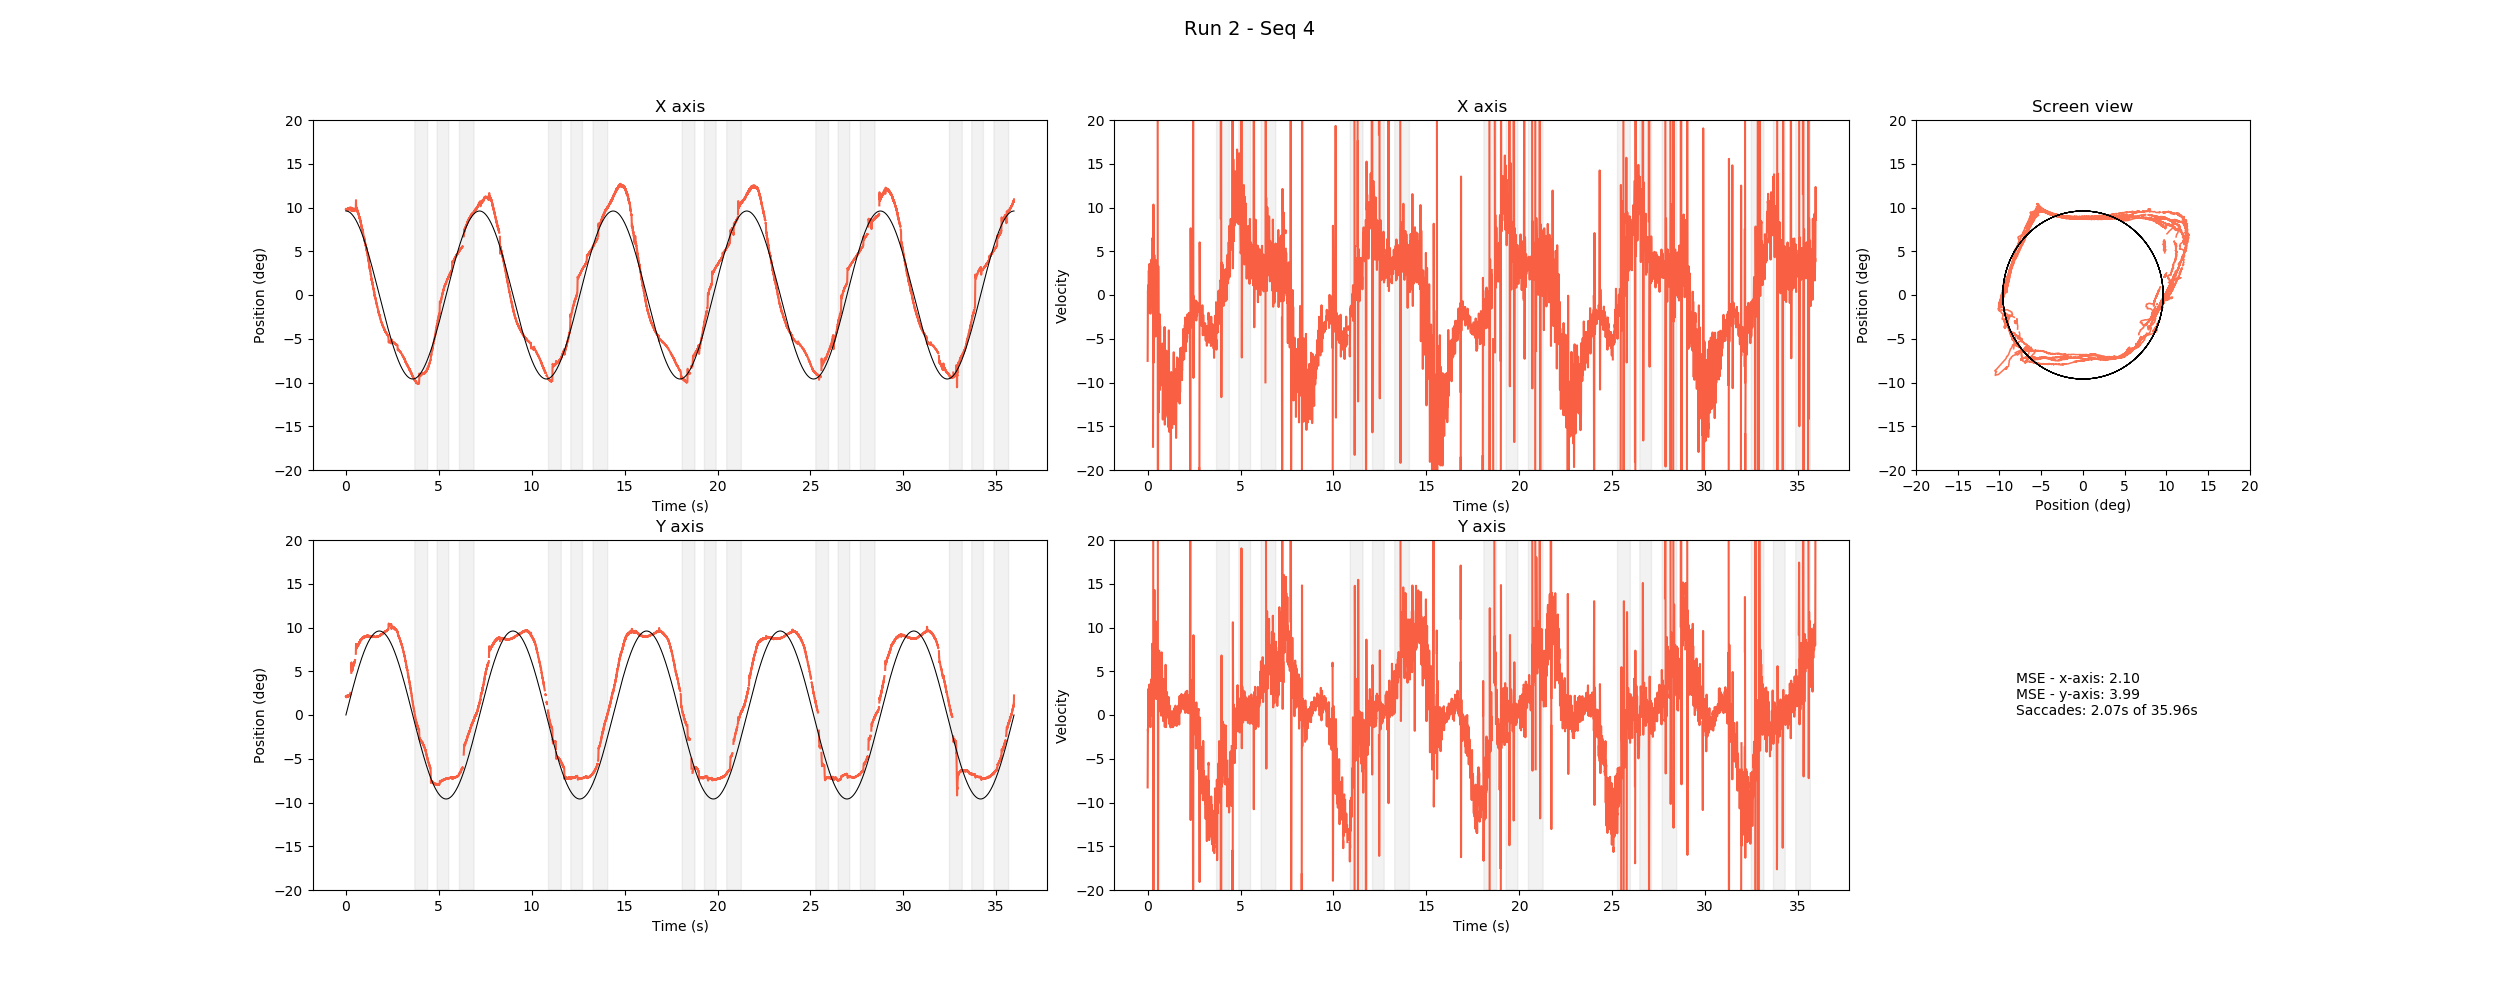 Run 2 - Seq 4
X axis
20
15
10
5
0
−5
−10
−15
−20
Position (deg)
0 5 10 15 20 25 30 35
Time (s)
X axis
20
15
10
5
0
−5
−10
−15
−20
Velocity
0 5 10 15 20 25 30 35
Time (s)
Screen view
20
15
10
5
0
−5
−10
−15
−20
Position (deg)
−20 −15 −10 −5 0 5 10 15 20
Position (deg)
Y axis
20
15
10
5
0
−5
−10
−15
−20
Position (deg)
0 5 10 15 20 25 30 35
Time (s)
Y axis
20
15
10
5
0
−5
−10
−15
−20
Velocity
0 5 10 15 20 25 30 35
Time (s)
MSE - x-axis: 2.10
MSE - y-axis: 3.99
Saccades: 2.07s of 35.96s